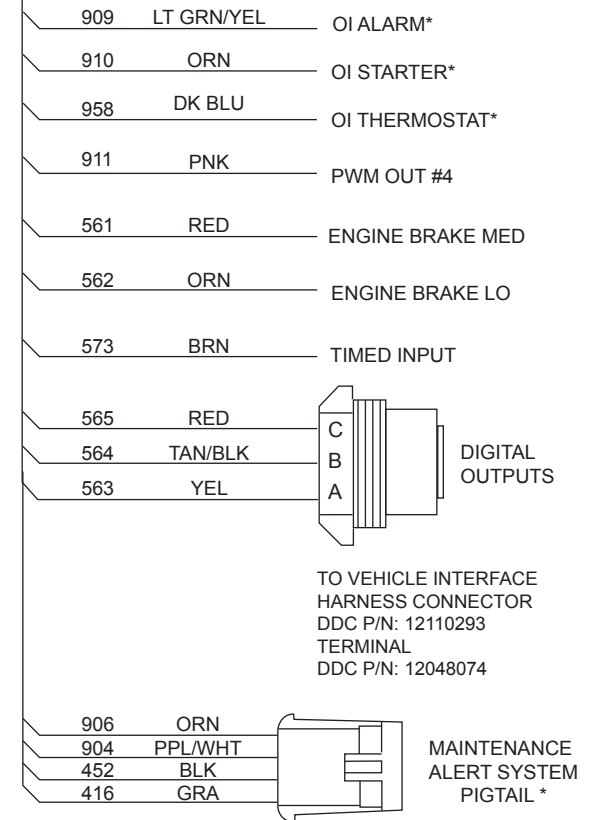 909 LT GRN/YEL OI ALARM*
910 ORN OI STARTER*
958 DK BLU OI THERMOSTAT*
911 PNK PWM OUT #4
561 RED ENGINE BRAKE MED
562 ORN ENGINE BRAKE LO
573 BRN TIMED INPUT
565 RED C
564 TAN/BLK B
563 YEL A
DIGITAL
OUTPUTS
TO VEHICLE INTERFACE
HARNESS CONNECTOR
DDC P/N: 12110293
TERMINAL
DDC P/N: 12048074
906 ORN
904 PPL/WHT
452 BLK
416 GRA
MAINTENANCE
ALERT SYSTEM
PIGTAIL *